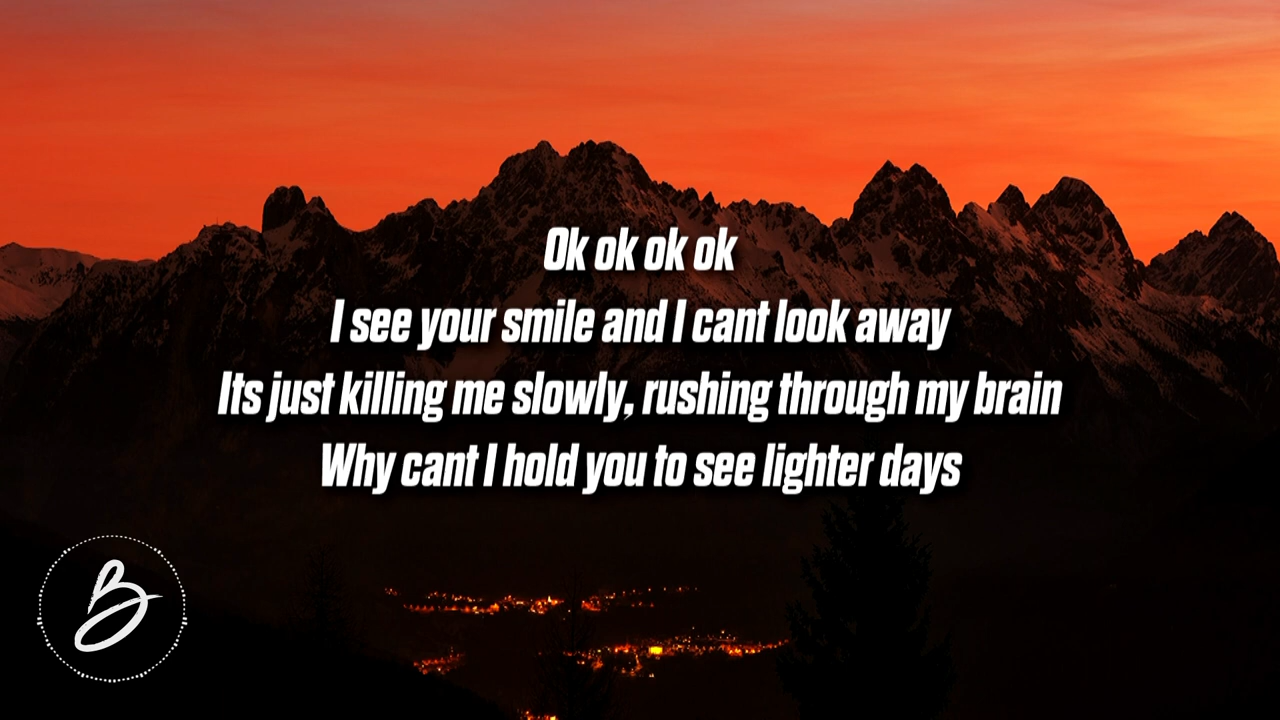 Ok ok ok ok
I see your smile and I cant look away
Its just killing me slowly, rushing through my brain
Why cant I hold you to see lighter days
B